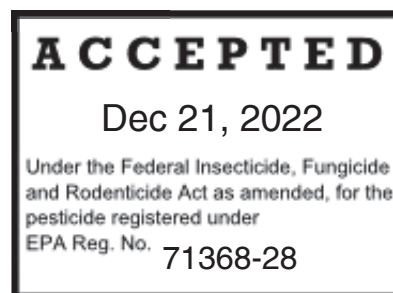 ACCEPTED
Dec 21, 2022
Under the Federal Insecticide, Fungicide
and Rodenticide Act as amended, for the
pesticide registered under
EPA Reg. No. 71368-28